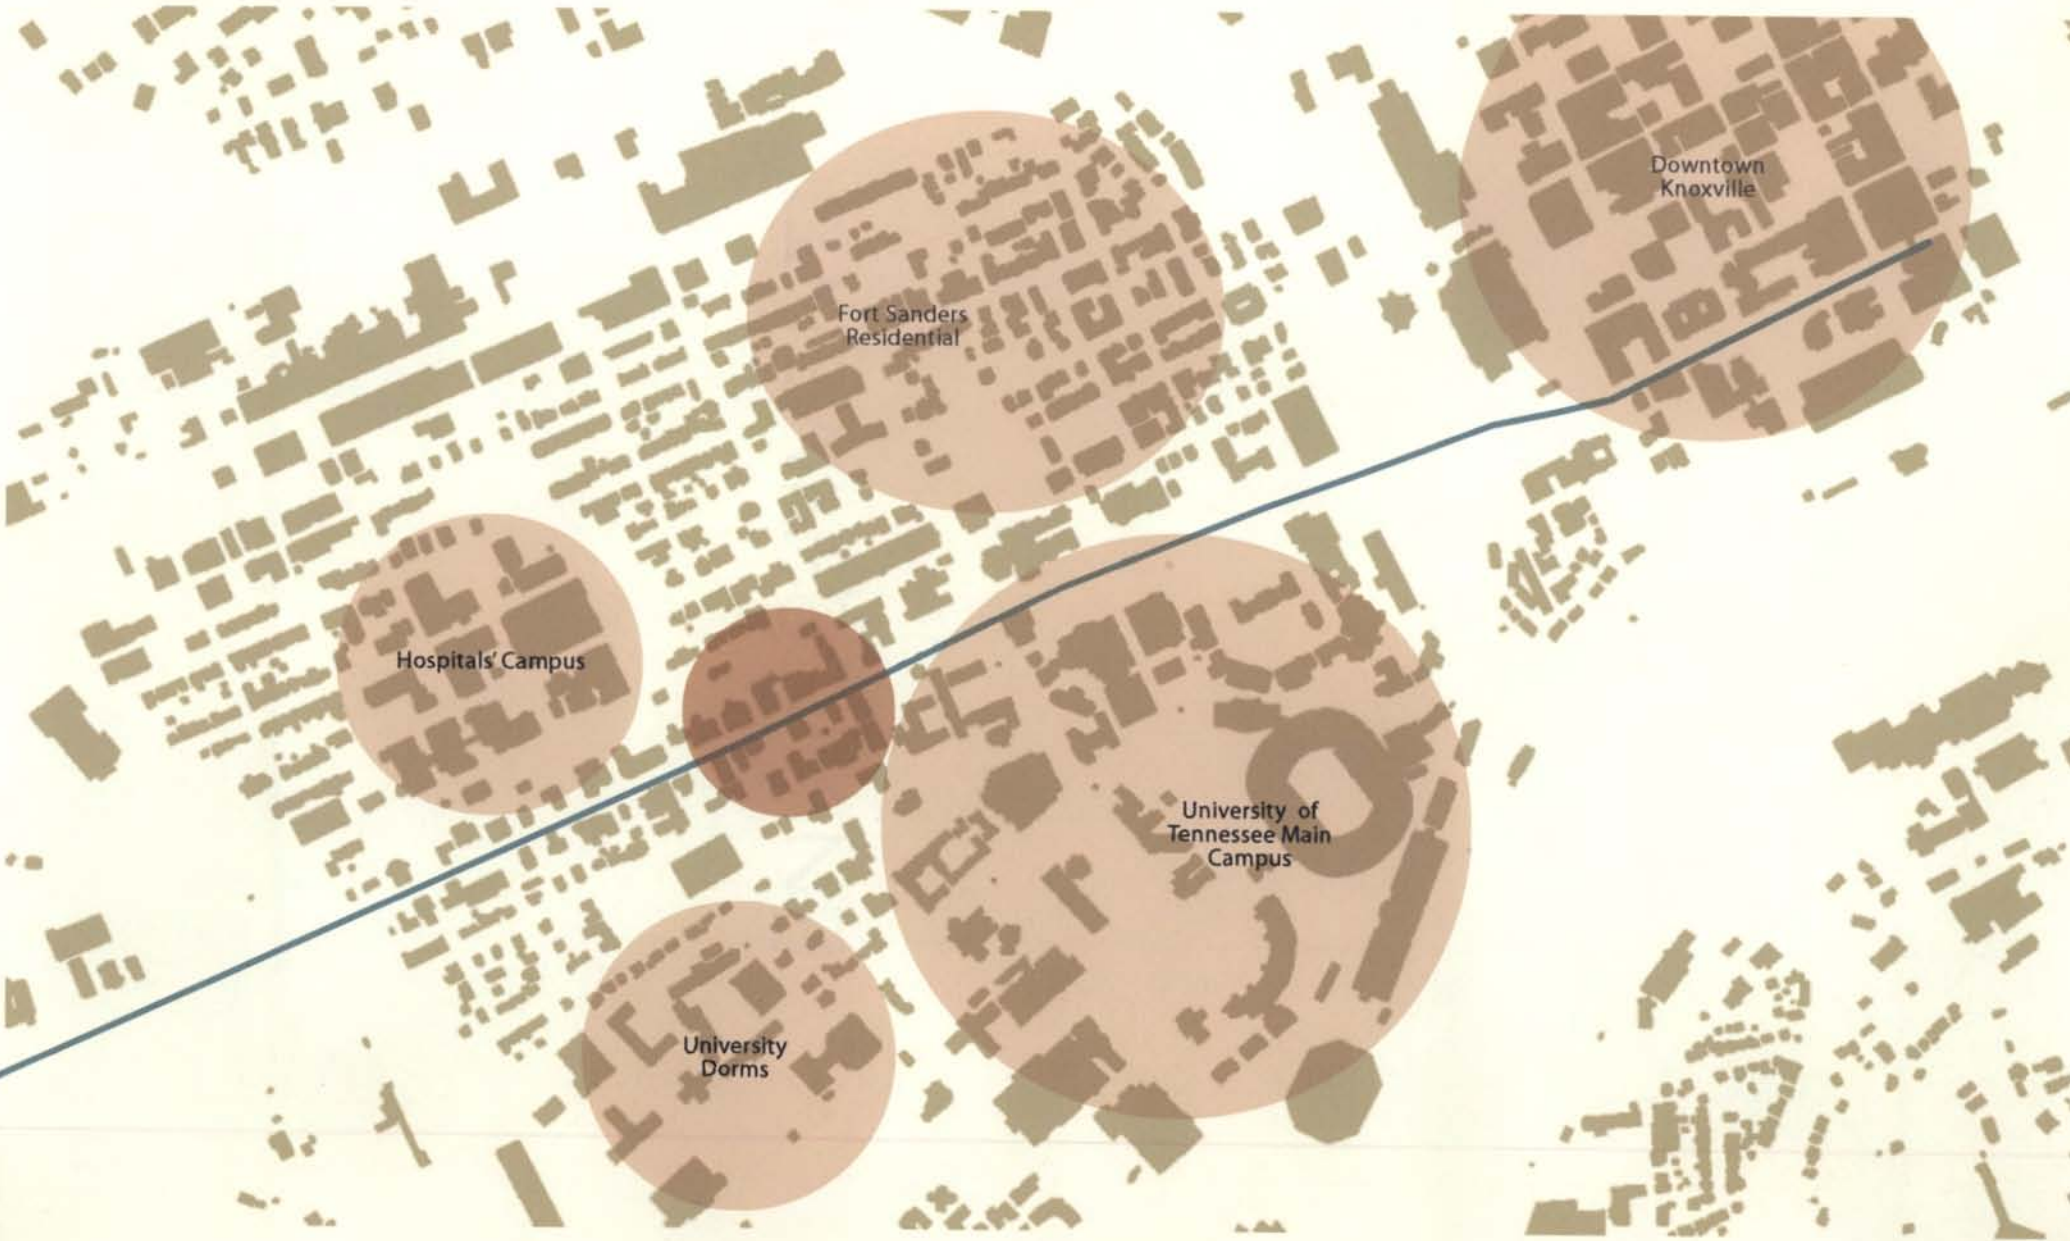 Downtown
Knoxville
Fort Sanders
Residential
Hospitals' Campus
University of
Tennessee Main
Campus
University
Dorms